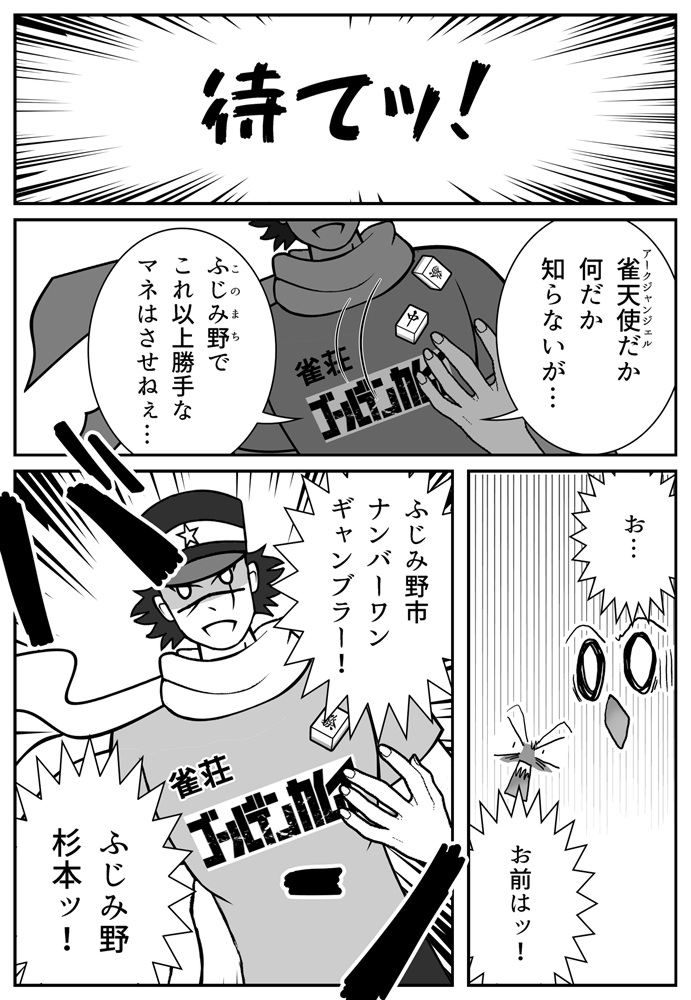 待てッ！
雀天使だか
アークジャンジェル
何だか
知らないが…
ふじみ野で
このまち
これ以上勝手な
マネはさせねぇ…
雀荘
ゴールデンカム
中
お…
お前はッ！
ふじみ野市
ナンバーワン
ギャンブラー！
雀荘
ゴールデンカム
ふじみ野
杉本ッ！